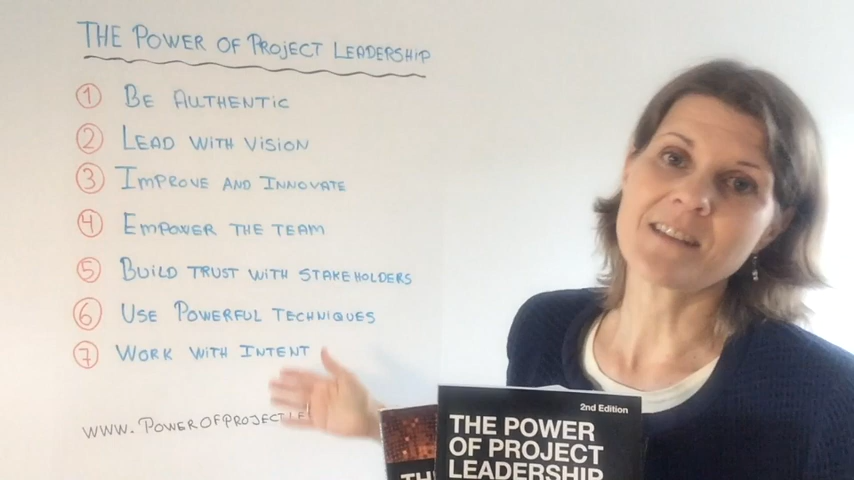 THE POWER OF PROJECT LEADERSHIP
1 BE AUTHENTIC
2 LEAD WITH VISION
3 IMPROVE AND INNOVATE
4 EMPOWER THE TEAM
5 BUILD TRUST WITH STAKEHOLDERS
6 USE POWERFUL TECHNIQUES
7 WORK WITH INTENT
2nd Edition
THE POWER
OF PROJECT
LEADERSHIP